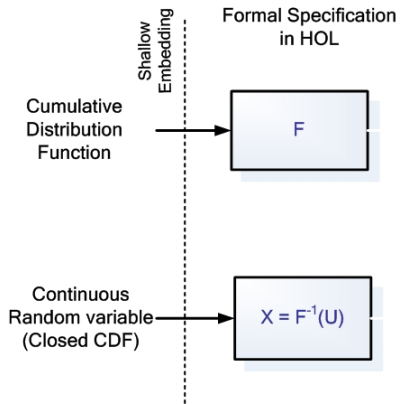 Shallow
Embedding
Formal Specification
in HOL
Cumulative
Distribution
Function
F
Continuous
Random variable
(Closed CDF)
X = F⁻¹(U)